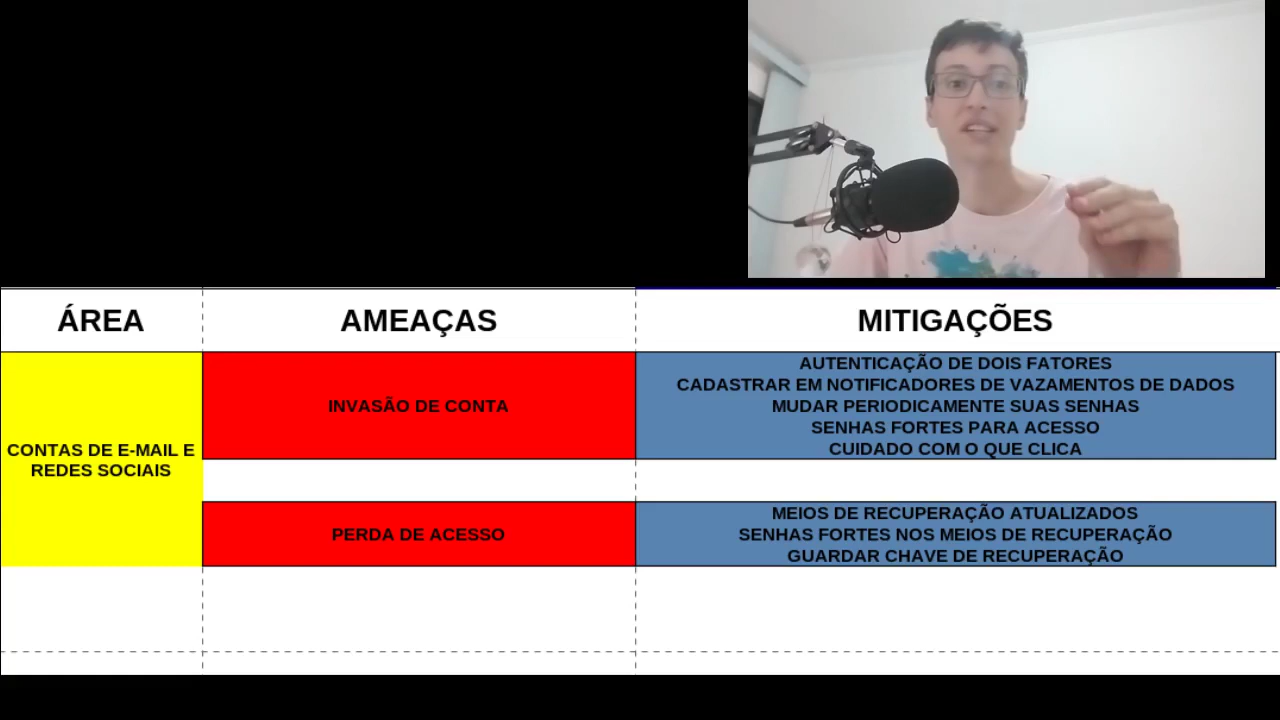 ÁREA
AMEAÇAS
MITIGAÇÕES
CONTAS DE E-MAIL E
REDES SOCIAIS
INVASÃO DE CONTA
AUTENTICAÇÃO DE DOIS FATORES
CADASTRAR EM NOTIFICADORES DE VAZAMENTOS DE DADOS
MUDAR PERIODICAMENTE SUAS SENHAS
SENHAS FORTES PARA ACESSO
CUIDADO COM O QUE CLICA
PERDA DE ACESSO
MEIOS DE RECUPERAÇÃO ATUALIZADOS
SENHAS FORTES NOS MEIOS DE RECUPERAÇÃO
GUARDAR CHAVE DE RECUPERAÇÃO